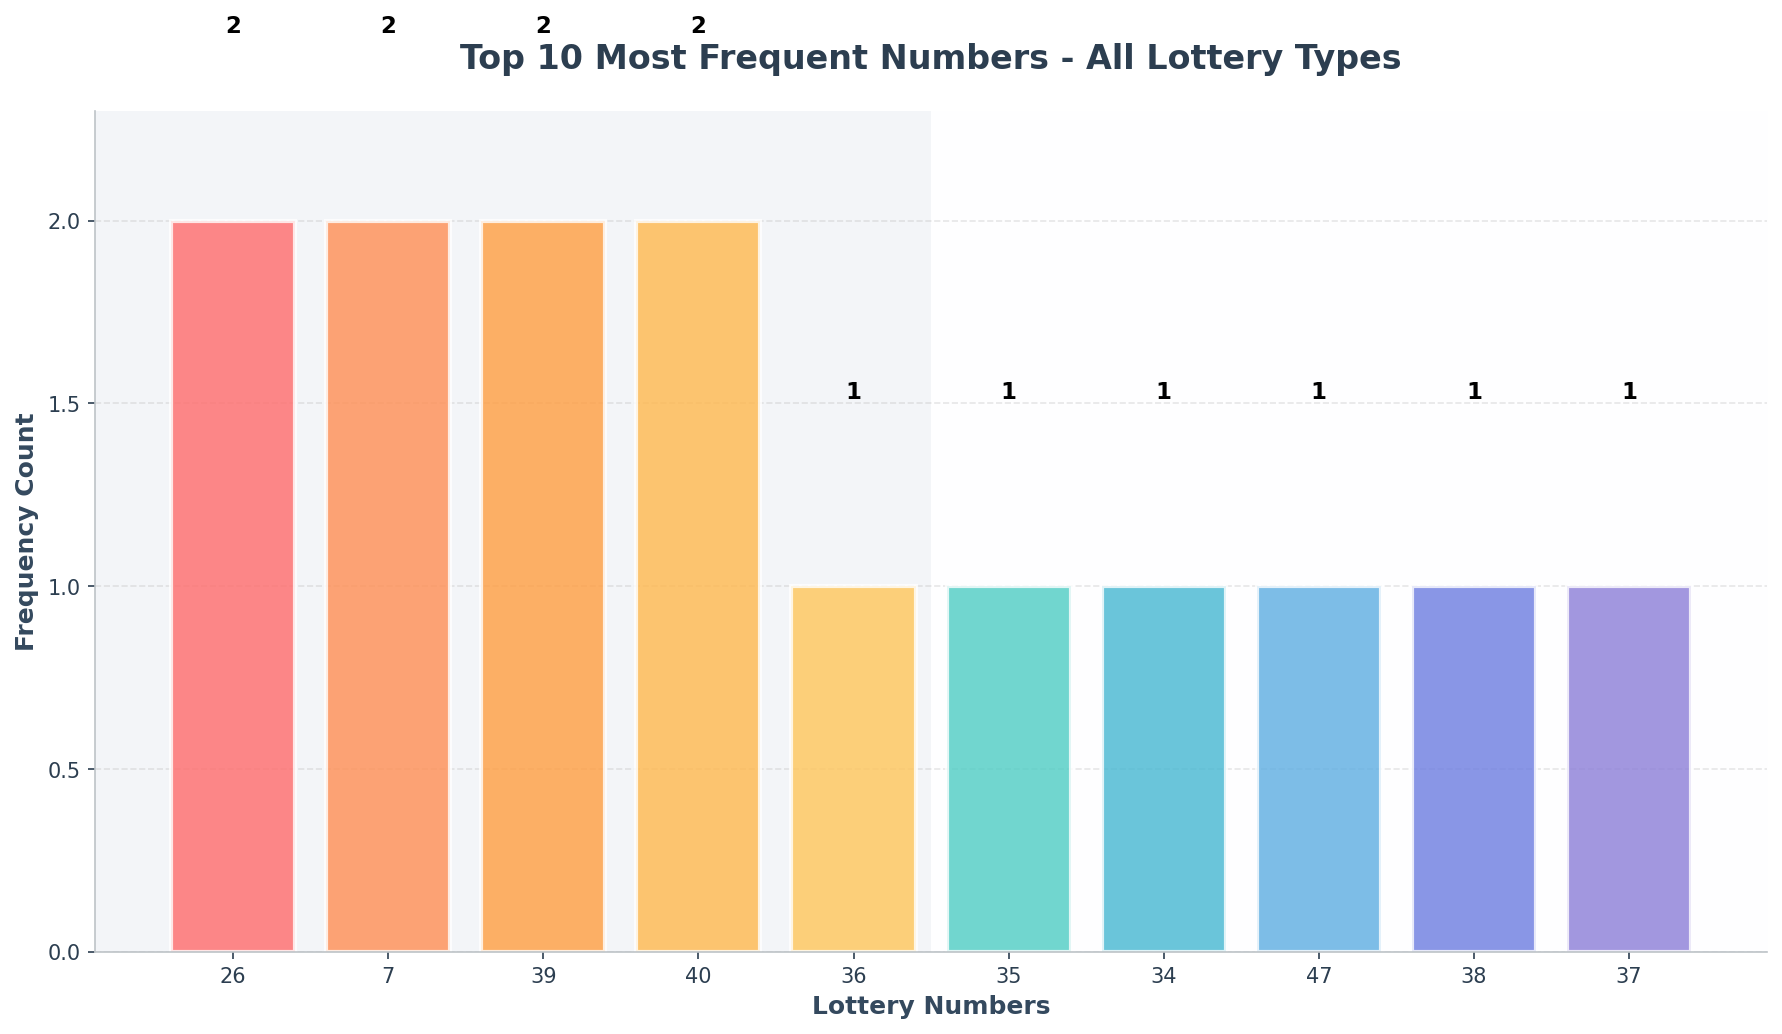 2 2 2 2
Top 10 Most Frequent Numbers - All Lottery Types
2.0
1.5
1 1 1 1 1 1
1.0
0.5
0.0
Frequency Count
26 7 39 40 36 35 34 47 38 37
Lottery Numbers